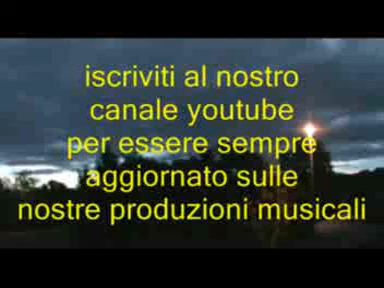 iscriviti al nostro
canale youtube
per essere sempre
aggiornato sulle
nostre produzioni musicali